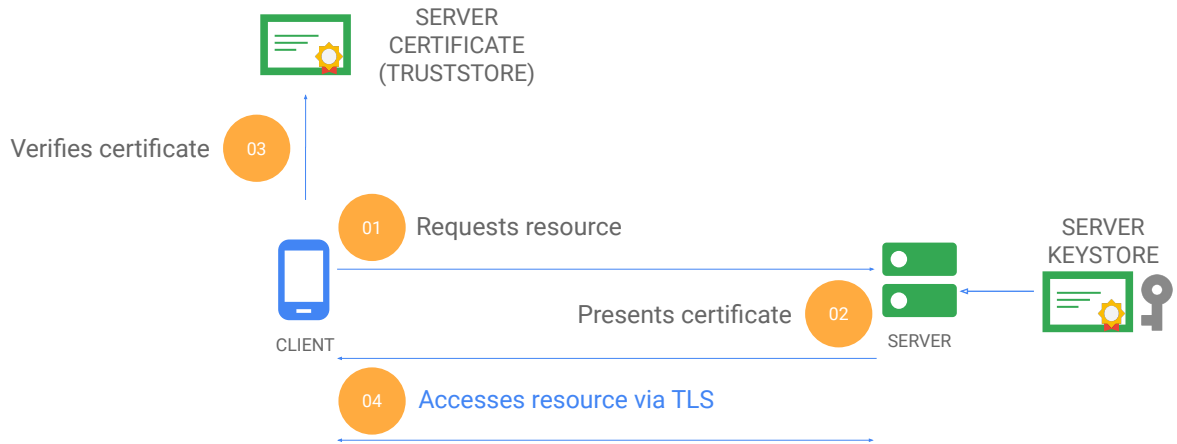 SERVER
CERTIFICATE
(TRUSTSTORE)
Verifies certificate
03
01
Requests resource
SERVER
KEYSTORE
Presents certificate
02
CLIENT
SERVER
04
Accesses resource via TLS